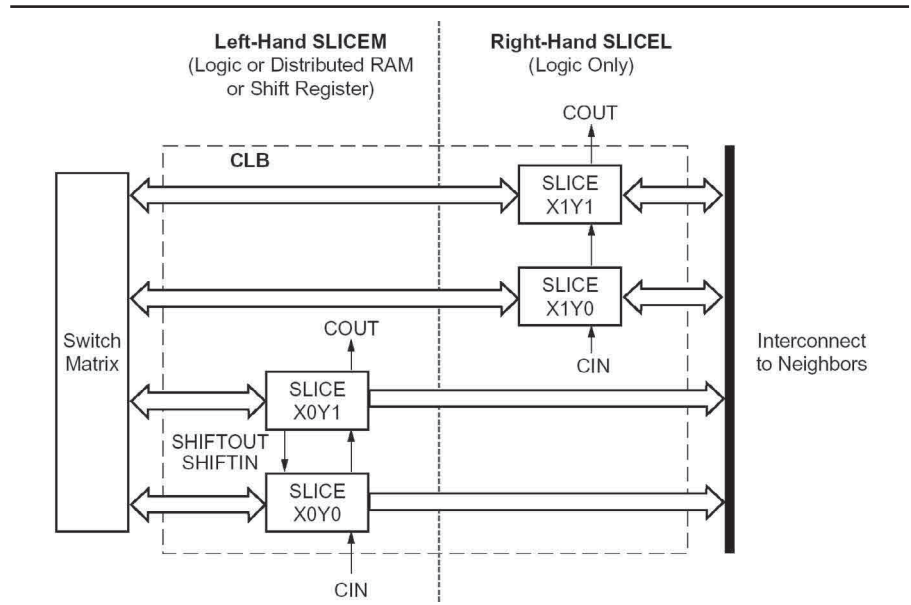 Left-Hand SLICEM
(Logic or Distributed RAM
or Shift Register)
Right-Hand SLICEL
(Logic Only)
COUT
CLB
SLICE
X1Y1
SLICE
X1Y0
COUT
CIN
Switch
Matrix
Interconnect
to Neighbors
SLICE
X0Y1
SHIFTOUT
SHIFTIN
SLICE
X0Y0
CIN